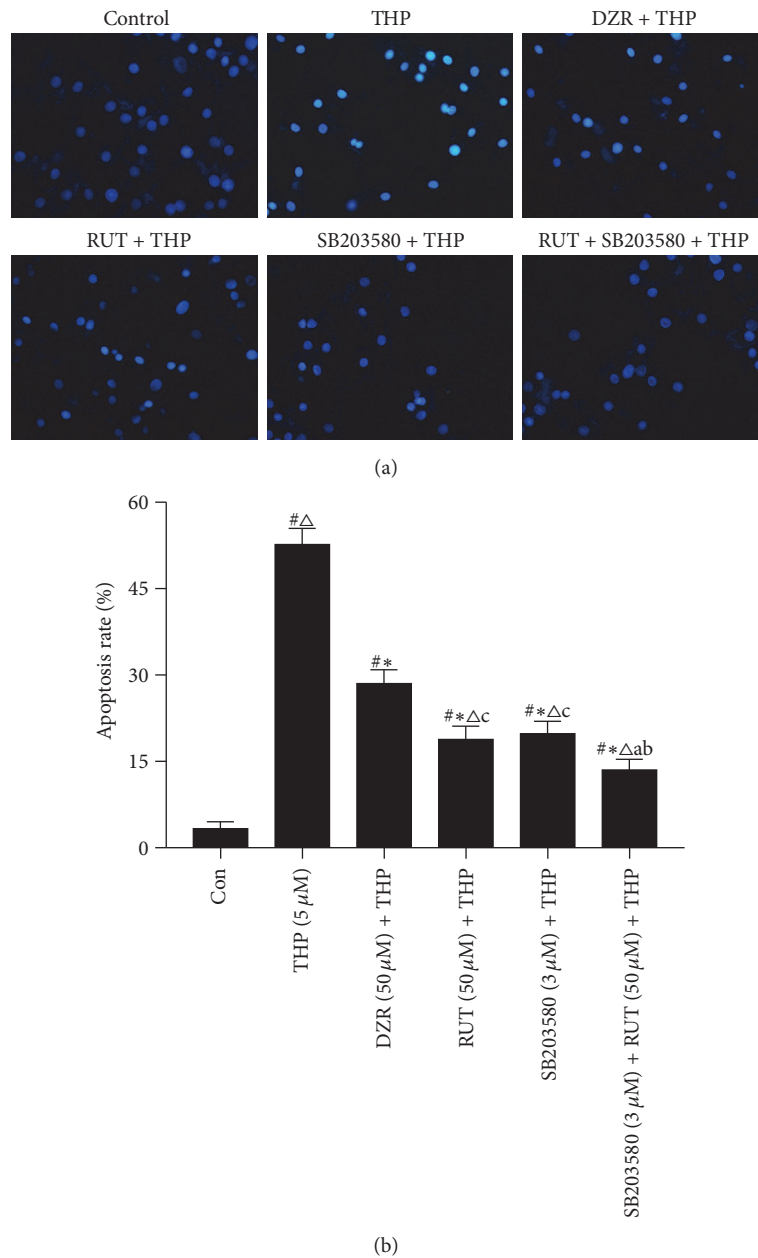 Control THP DZR + THP
RUT + THP SB203580 + THP RUT + SB203580 + THP
(a)
60
45
30
15
0
Apoptosis rate (%)
#△
#∗
#∗△c
#∗△c
#∗△ab
Con
THP (5 μM)
DZR (50 μM) + THP
RUT (50 μM) + THP
SB203580 (3 μM) + THP
SB203580 (3 μM) + RUT (50 μM) + THP
(b)